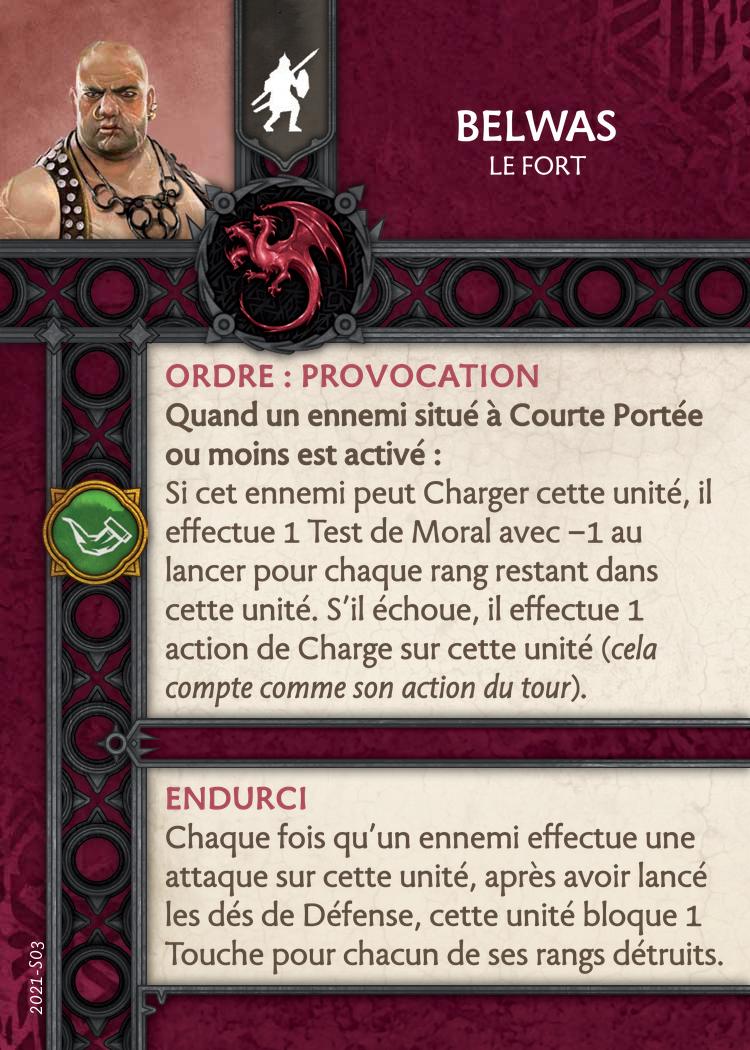 BELWAS
LE FORT
ORDRE : PROVOCATION
Quand un ennemi situé à Courte Portée
ou moins est activé :
Si cet ennemi peut Charger cette unité, il
effectue 1 Test de Moral avec –1 au
lancer pour chaque rang restant dans
cette unité. S’il échoue, il effectue 1
action de Charge sur cette unité (cela
compte comme son action du tour).
ENDURCI
Chaque fois qu’un ennemi effectue une
attaque sur cette unité, après avoir lancé
les dés de Défense, cette unité bloque 1
Touche pour chacun de ses rangs détruits.
2021-S03